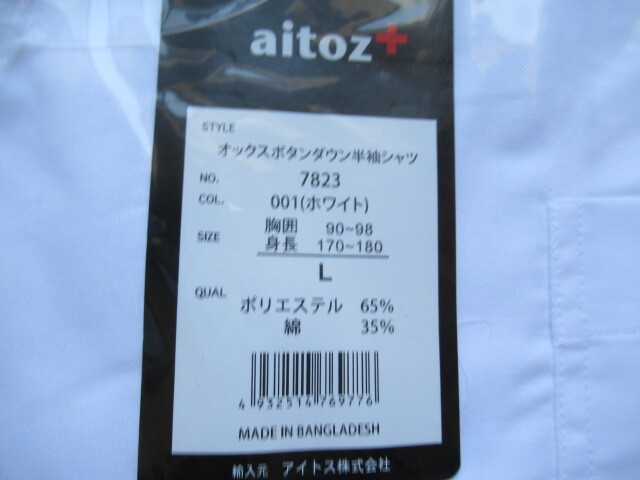 aitoz+
STYLE
オックスボタンダウン半袖シャツ
NO. 7823
COL. 001(ホワイト)
SIZE 胸囲 90~98
身長 170~180
L
QUAL ポリエステル 65%
綿 35%
4 932514 769776
MADE IN BANGLADESH
輸入元 アイトス株式会社